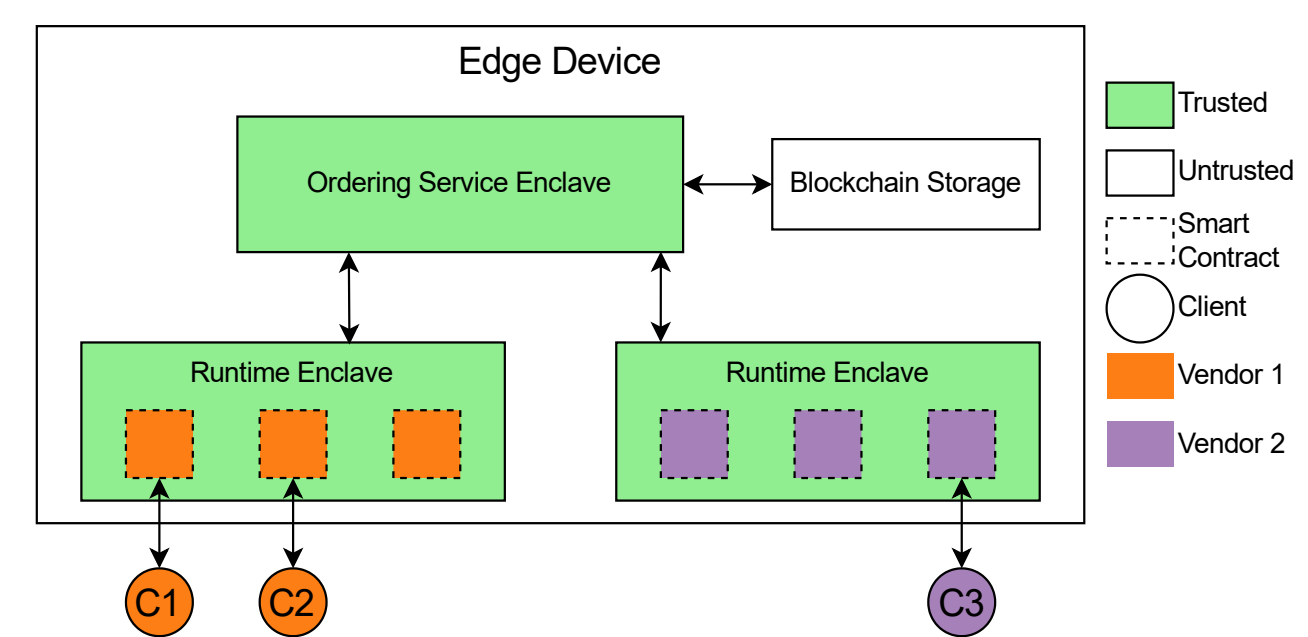 Edge Device
Ordering Service Enclave
Blockchain Storage
Runtime Enclave
Runtime Enclave
C1
C2
C3
Trusted
Untrusted
Smart
Contract
Client
Vendor 1
Vendor 2